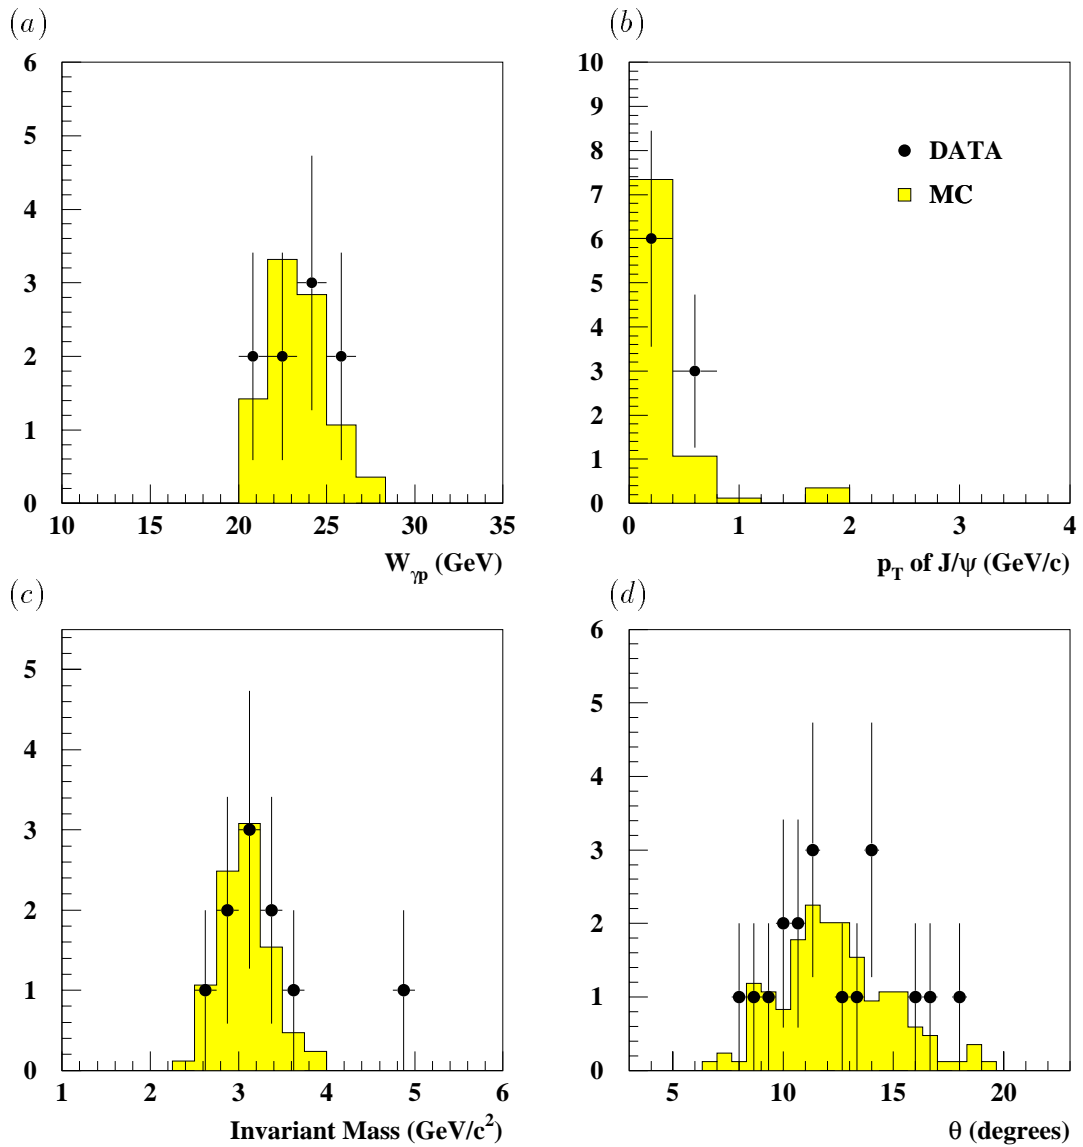 (a)
6
5
4
3
2
1
0
10 15 20 25 30 35
W_γp (GeV)
(b)
10
9
8
7
6
5
4
3
2
1
0
0 1 2 3 4
p_T of J/ψ (GeV/c)
DATA
MC
(c)
5
4
3
2
1
0
1 2 3 4 5 6
Invariant Mass (GeV/c²)
(d)
6
5
4
3
2
1
0
5 10 15 20
θ (degrees)